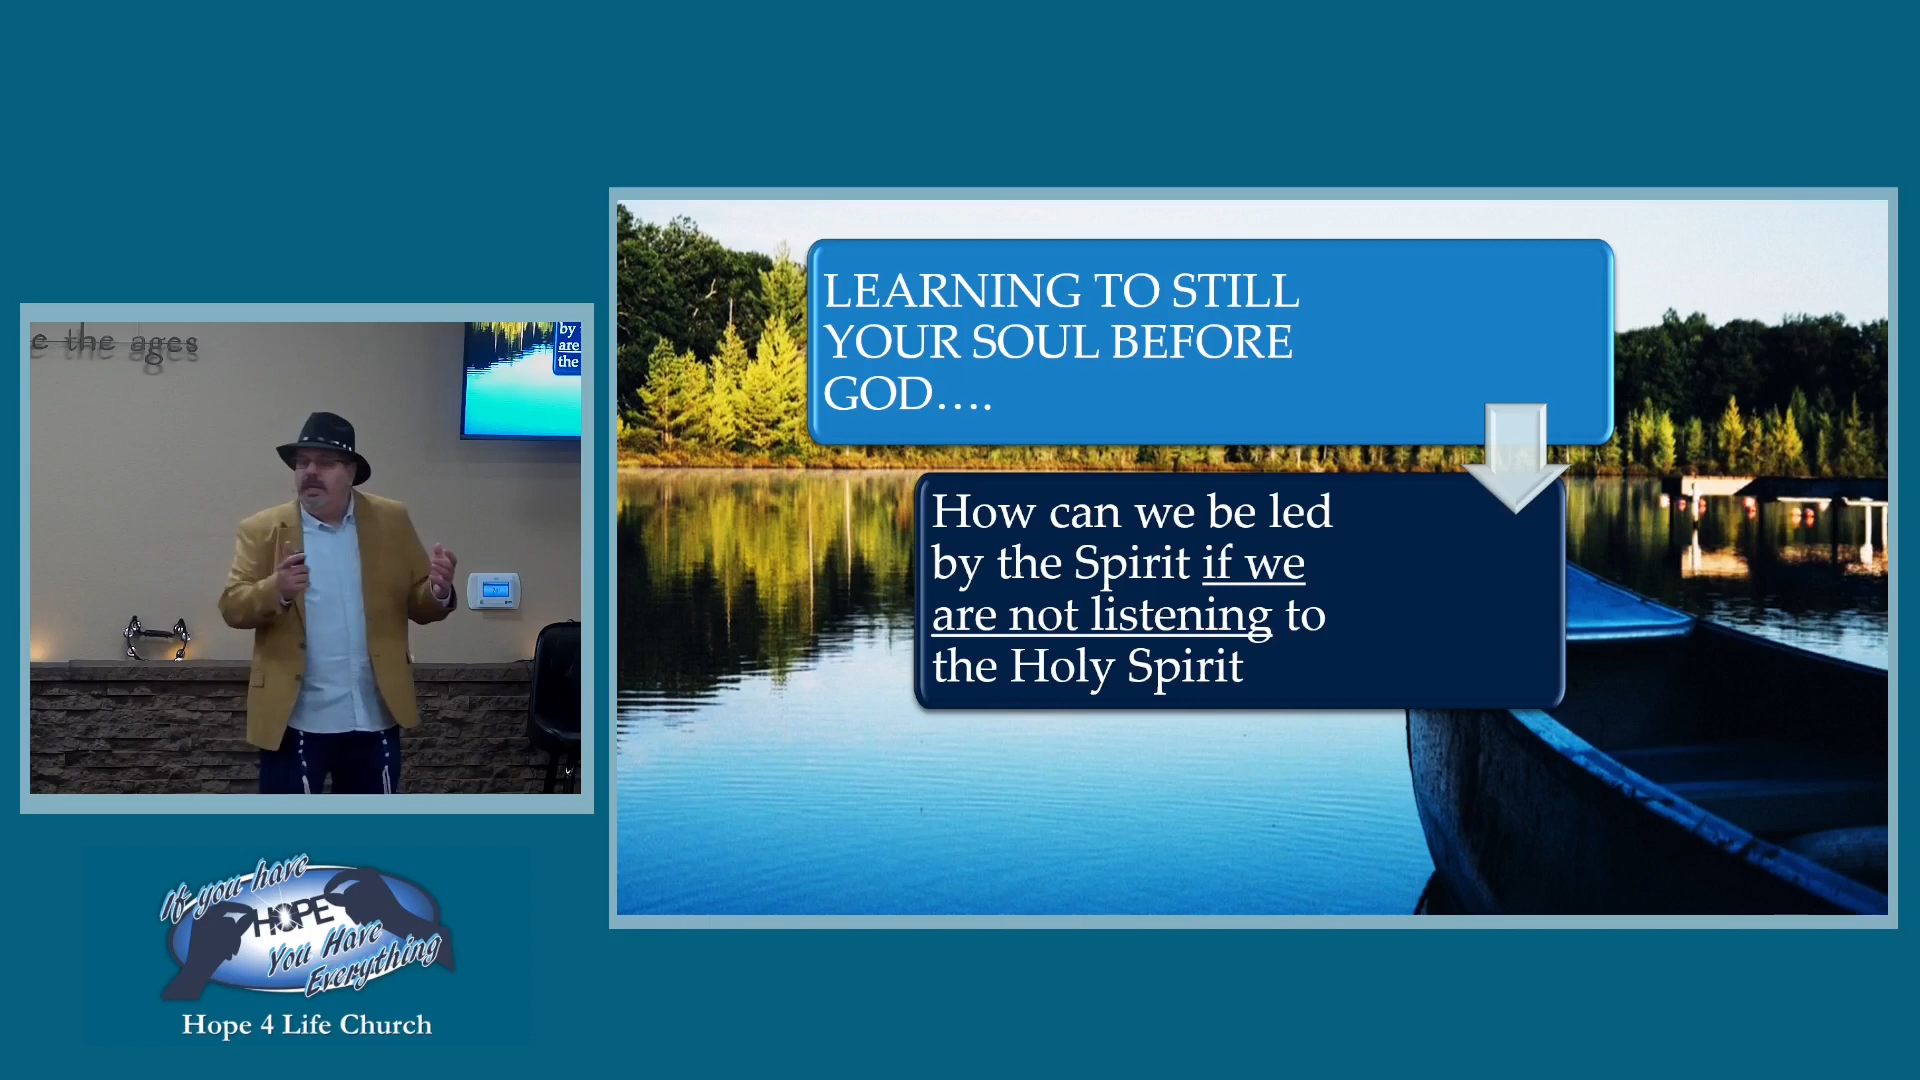 e the ages
by
are
the
LEARNING TO STILL
YOUR SOUL BEFORE
GOD....
How can we be led
by the Spirit if we
are not listening to
the Holy Spirit
If you have
HOPE
You Have
Everything
Hope 4 Life Church